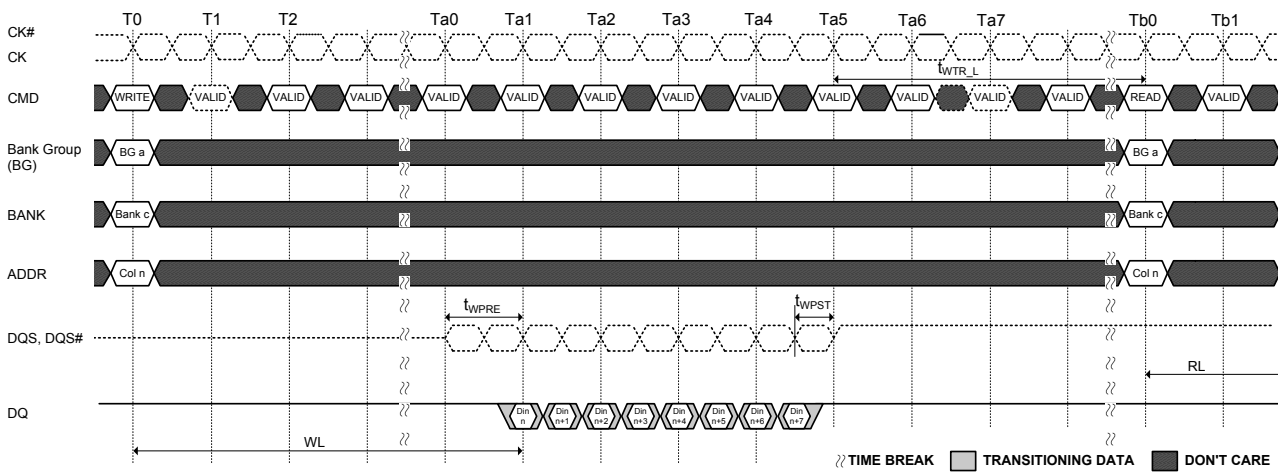 T0 T1 T2 Ta0 Ta1 Ta2 Ta3 Ta4 Ta5 Ta6 Ta7 Tb0 Tb1
CK#
CK
tWTR_L
CMD WRITE VALID VALID VALID VALID VALID VALID VALID VALID VALID VALID VALID VALID READ VALID
Bank Group
(BG) BG a BG a
BANK Bank c Bank c
ADDR Col n Col n
tWPRE tWPST
DQS, DQS#
RL
DQ Din n Din n+1 Din n+2 Din n+3 Din n+4 Din n+5 Din n+6 Din n+7
WL
TIME BREAK TRANSITIONING DATA DON'T CARE